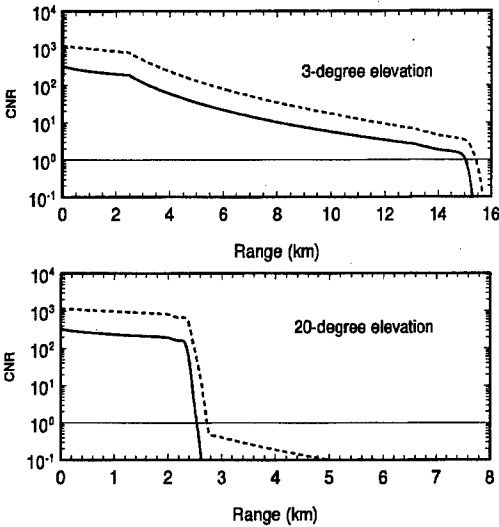 10^4
10^3
10^2
10^1
10^0
10^-1
CNR
3-degree elevation
0 2 4 6 8 10 12 14 16
Range (km)
10^4
10^3
10^2
10^1
10^0
10^-1
CNR
20-degree elevation
0 1 2 3 4 5 6 7 8
Range (km)